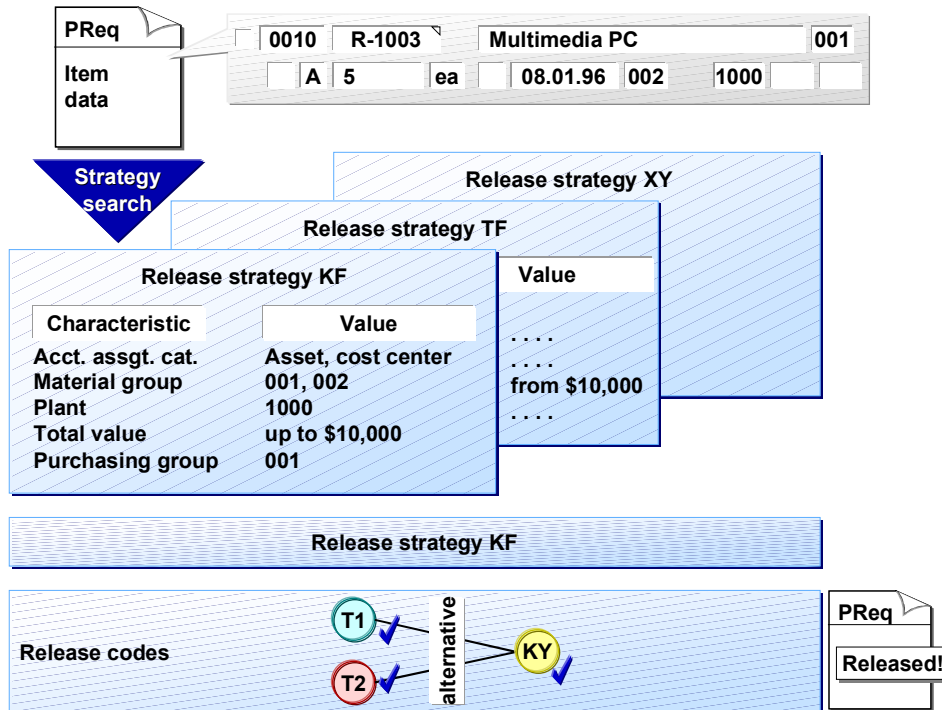 PReq
Item
data
0010 R-1003 Multimedia PC 001
A 5 ea 08.01.96 002 1000
Strategy
search
Release strategy XY
Release strategy TF
Value
. . . .
. . . .
from $10,000
. . . .
Release strategy KF
Characteristic Value
Acct. assgt. cat. Asset, cost center
Material group 001, 002
Plant 1000
Total value up to $10,000
Purchasing group 001
Release strategy KF
Release codes
T1
T2
alternative
KY
PReq
Released!